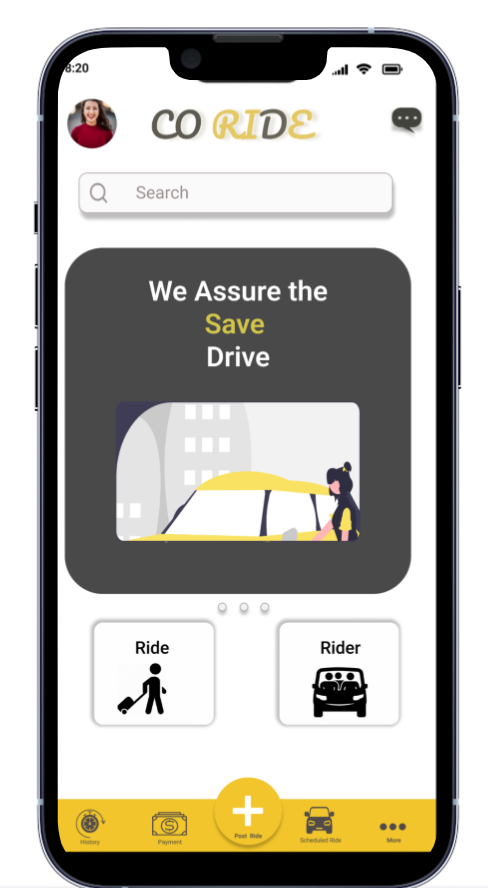 8:20
CO RIDE
Search
We Assure the
Save
Drive
Ride
Rider
History
Payment
Post Ride
Scheduled Ride
More